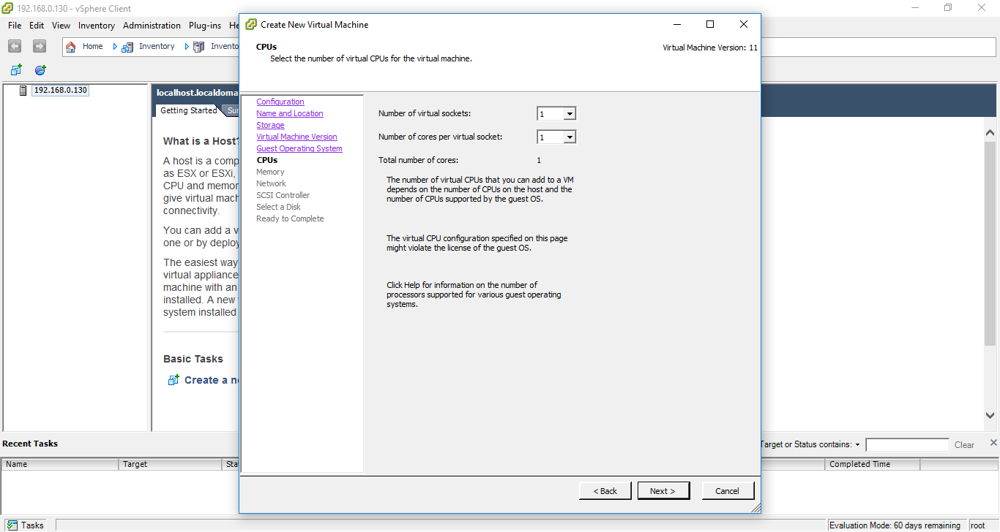 192.168.0.130 - vSphere Client
File Edit View Inventory Administration Plug-ins
Home Inventory
192.168.0.130
Getting Started
What is a Host?
A host is a
as ESX or ESXi,
CPU and
give virtual
connectivity.
You can add a
one or by
The easiest way
virtual appliance
machine with an
installed. A new
system installed
Basic Tasks
Create a
Create New Virtual Machine
CPUs
Select the number of virtual CPUs for the virtual machine.
Virtual Machine Version: 11
Configuration
Name and Location
Storage
Virtual Machine Version
Guest Operating System
CPUs
Memory
Network
SCSI Controller
Select a Disk
Ready to Complete
Number of virtual sockets: 1
Number of cores per virtual socket: 1
Total number of cores: 1
The number of virtual CPUs that you can add to a VM
depends on the number of CPUs on the host and the
number of CPUs supported by the guest OS.
The virtual CPU configuration specified on this page
might violate the license of the guest OS.
Click Help for information on the number of
processors supported for various guest operating
systems.
< Back Next > Cancel
Recent Tasks
Target or Status contains: Clear
Name Target Completed Time
Tasks
Evaluation Mode: 60 days remaining root